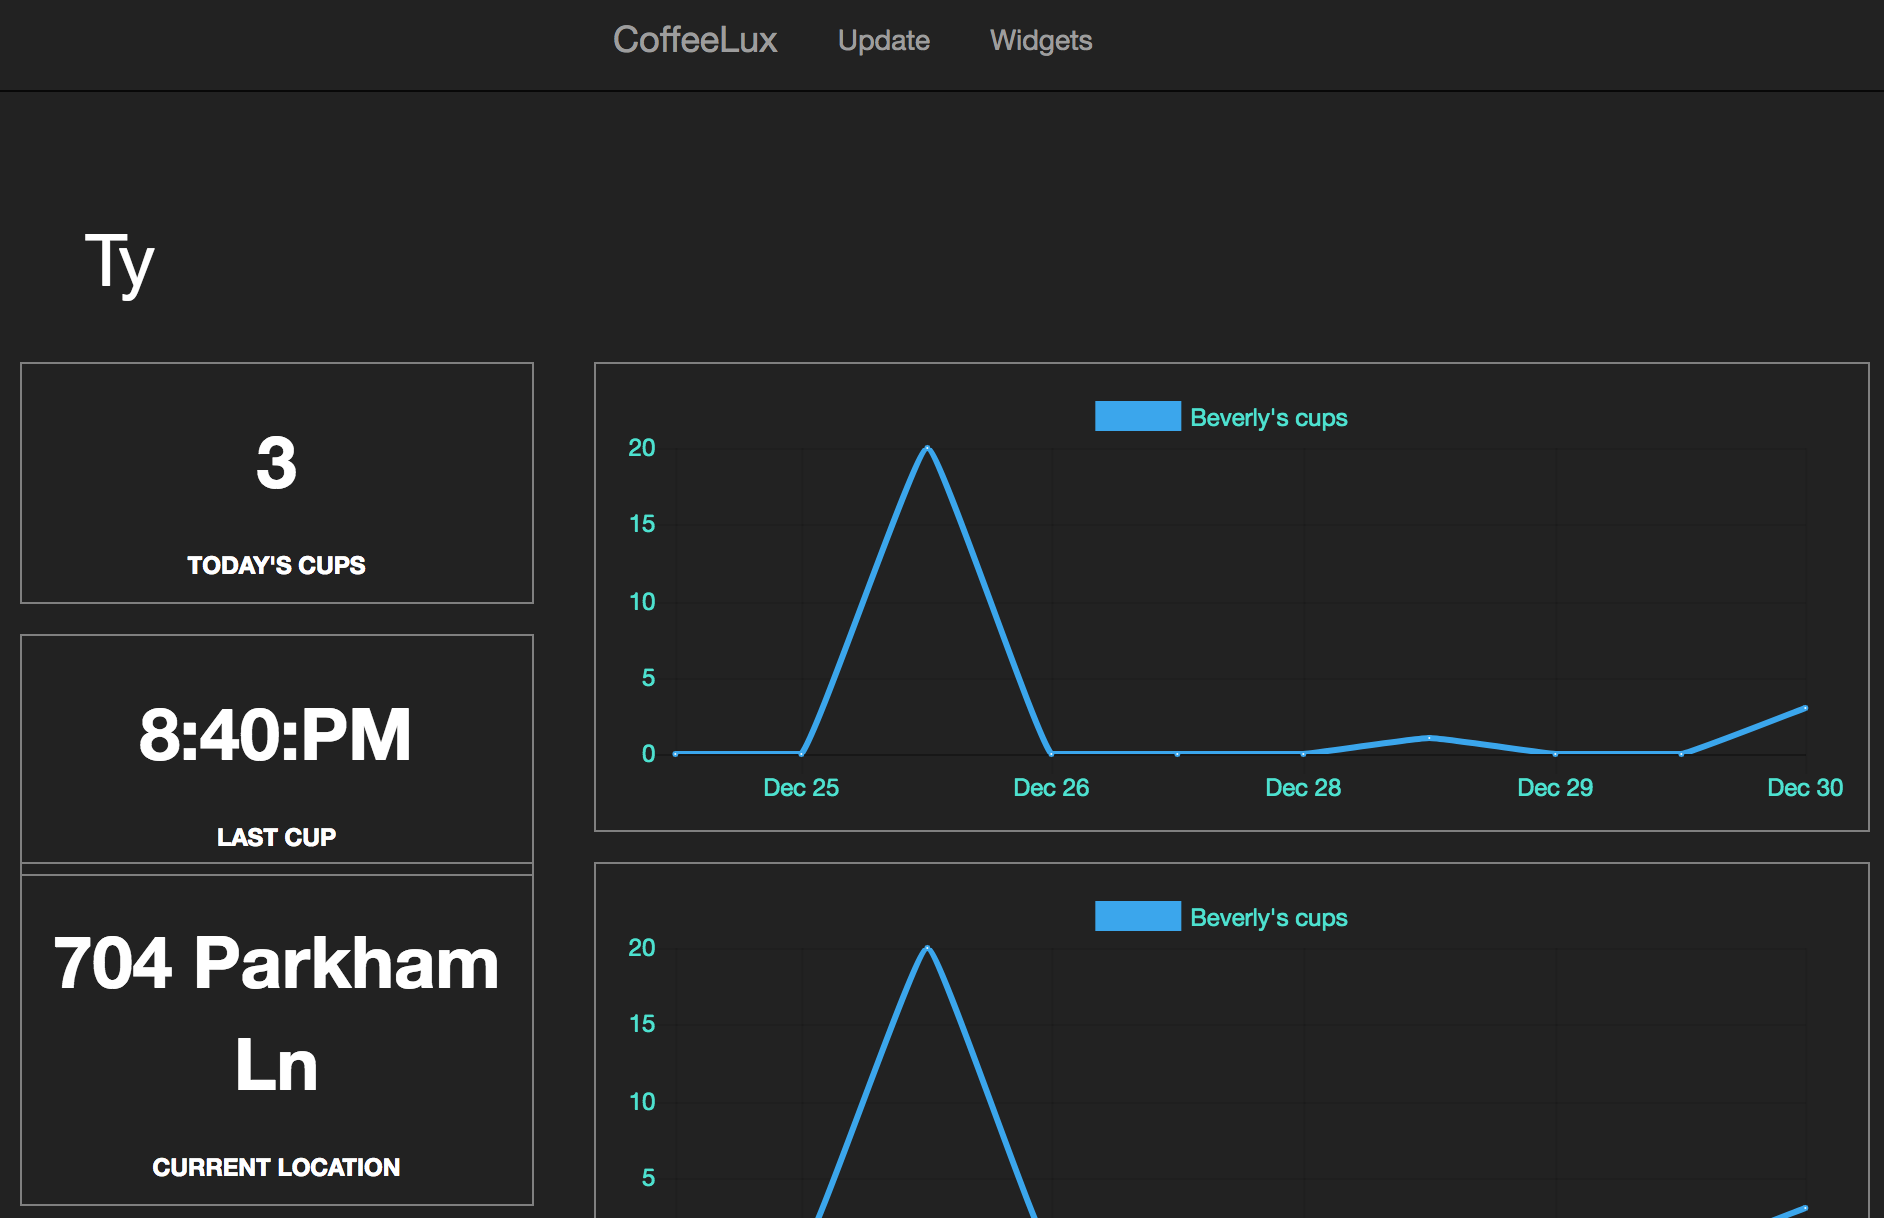 CoffeeLux Update Widgets
Ty
3
TODAY'S CUPS
8:40:PM
LAST CUP
704 Parkham
Ln
CURRENT LOCATION
Beverly's cups
20
15
10
5
0
Dec 25 Dec 26 Dec 28 Dec 29 Dec 30
Beverly's cups
20
15
10
5